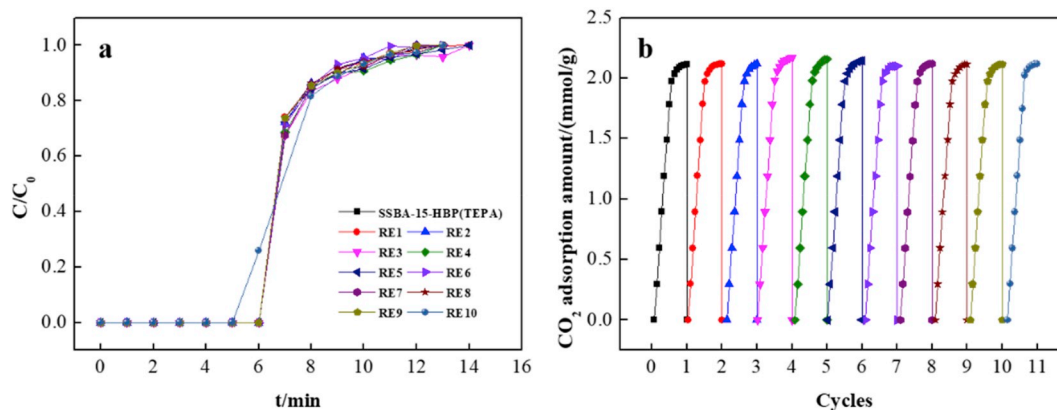 a
1.0
0.8
0.6
0.4
0.2
0.0
C/C0
SSBA-15-HBP(TEPA)
RE1 RE2
RE3 RE4
RE5 RE6
RE7 RE8
RE9 RE10
0 2 4 6 8 10 12 14 16
t/min
b
2.5
2.0
1.5
1.0
0.5
0.0
CO2 adsorption amount/(mmol/g)
0 1 2 3 4 5 6 7 8 9 10 11
Cycles